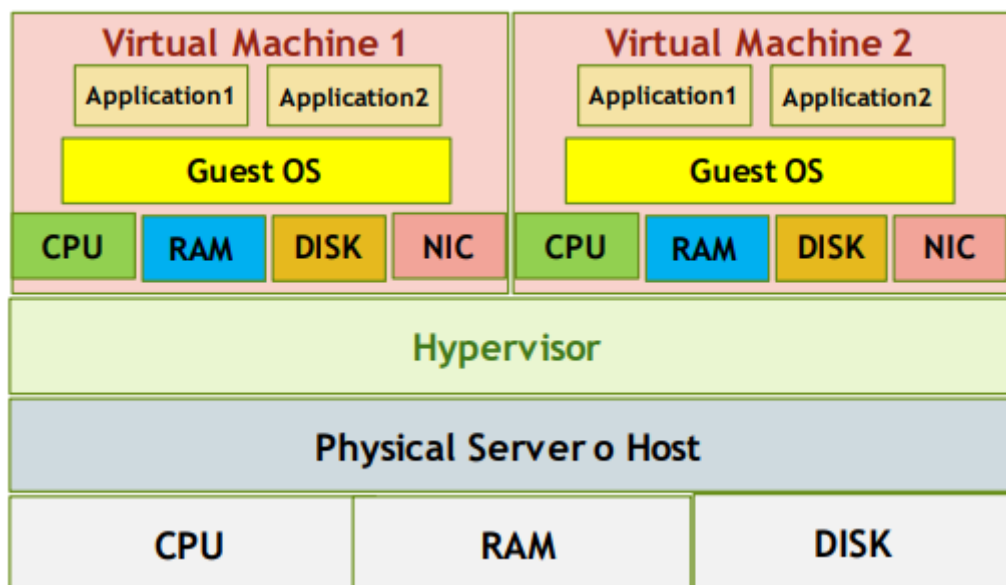 Virtual Machine 1
Application1 Application2
Guest OS
CPU RAM DISK NIC
Virtual Machine 2
Application1 Application2
Guest OS
CPU RAM DISK NIC
Hypervisor
Physical Server o Host
CPU RAM DISK